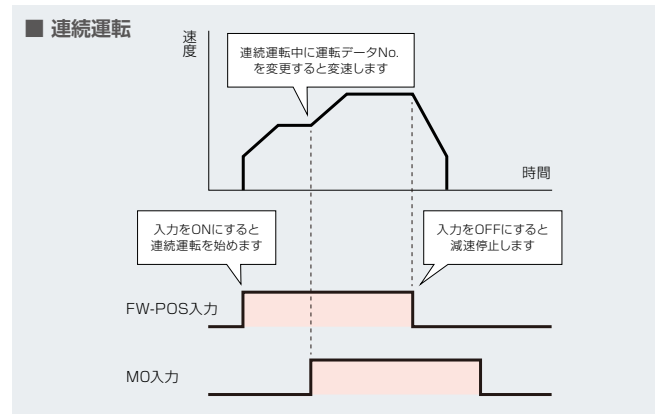 ■ 連続運転
速度
連続運転中に運転データNo.
を変更すると変速します
時間
入力をONにすると
連続運転を始めます
入力をOFFにすると
減速停止します
FW-POS入力
M0入力